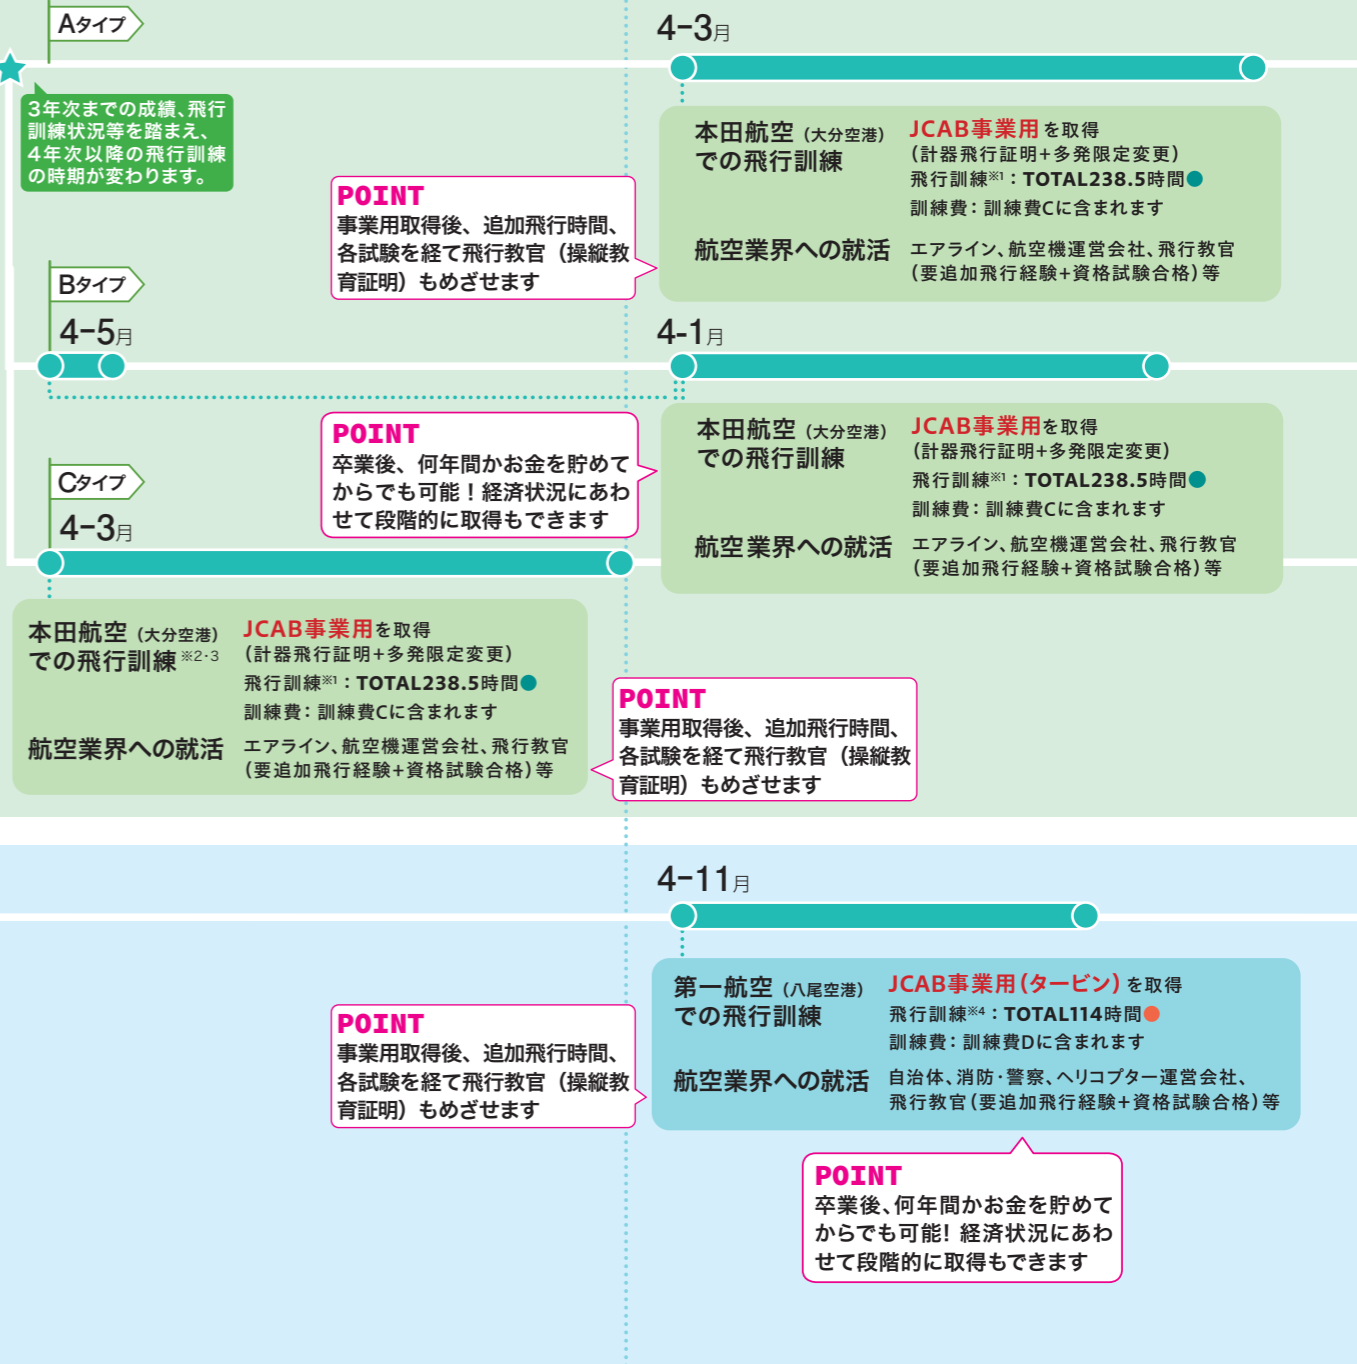 Aタイプ
4-3月
3年次までの成績、飛行
訓練状況等を踏まえ、
4年次以降の飛行訓練
の時期が変わります。
本田航空（大分空港）
での飛行訓練
JCAB事業用を取得
（計器飛行証明+多発限定変更）
飛行訓練※1：TOTAL238.5時間●
訓練費：訓練費Cに含まれます
航空業界への就活
エアライン、航空機運営会社、飛行教官
（要追加飛行経験+資格試験合格）等
POINT
事業用取得後、追加飛行時間、
各試験を経て飛行教官（操縦教
育証明）もめざせます
Bタイプ
4-5月
4-1月
本田航空（大分空港）
での飛行訓練
JCAB事業用を取得
（計器飛行証明+多発限定変更）
飛行訓練※1：TOTAL238.5時間●
訓練費：訓練費Cに含まれます
航空業界への就活
エアライン、航空機運営会社、飛行教官
（要追加飛行経験+資格試験合格）等
POINT
卒業後、何年間かお金を貯めて
からでも可能！経済状況にあわ
せて段階的に取得もできます
Cタイプ
4-3月
本田航空（大分空港）
での飛行訓練※2・3
JCAB事業用を取得
（計器飛行証明+多発限定変更）
飛行訓練※1：TOTAL238.5時間●
訓練費：訓練費Cに含まれます
航空業界への就活
エアライン、航空機運営会社、飛行教官
（要追加飛行経験+資格試験合格）等
POINT
事業用取得後、追加飛行時間、
各試験を経て飛行教官（操縦教
育証明）もめざせます
4-11月
第一航空（八尾空港）
での飛行訓練
JCAB事業用（タービン）を取得
飛行訓練※4：TOTAL114時間●
訓練費：訓練費Dに含まれます
航空業界への就活
自治体、消防・警察、ヘリコプター運営会社、
飛行教官（要追加飛行経験+資格試験合格）等
POINT
事業用取得後、追加飛行時間、
各試験を経て飛行教官（操縦教
育証明）もめざせます
POINT
卒業後、何年間かお金を貯めて
からでも可能！経済状況にあわ
せて段階的に取得もできます